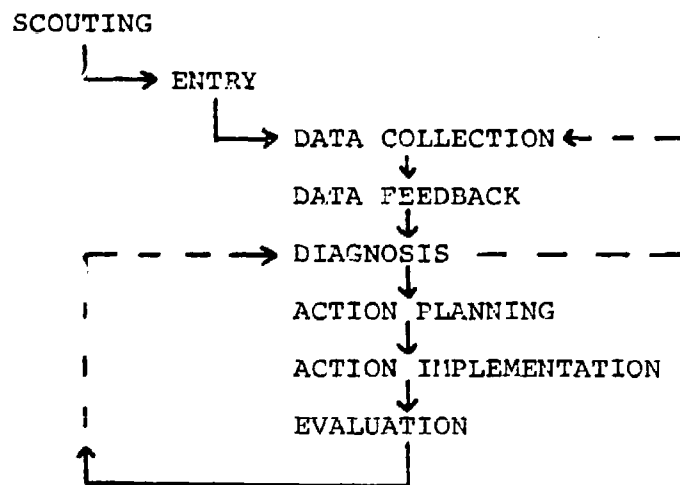 SCOUTING
ENTRY
DATA COLLECTION
DATA FEEDBACK
DIAGNOSIS
ACTION PLANNING
ACTION IMPLEMENTATION
EVALUATION